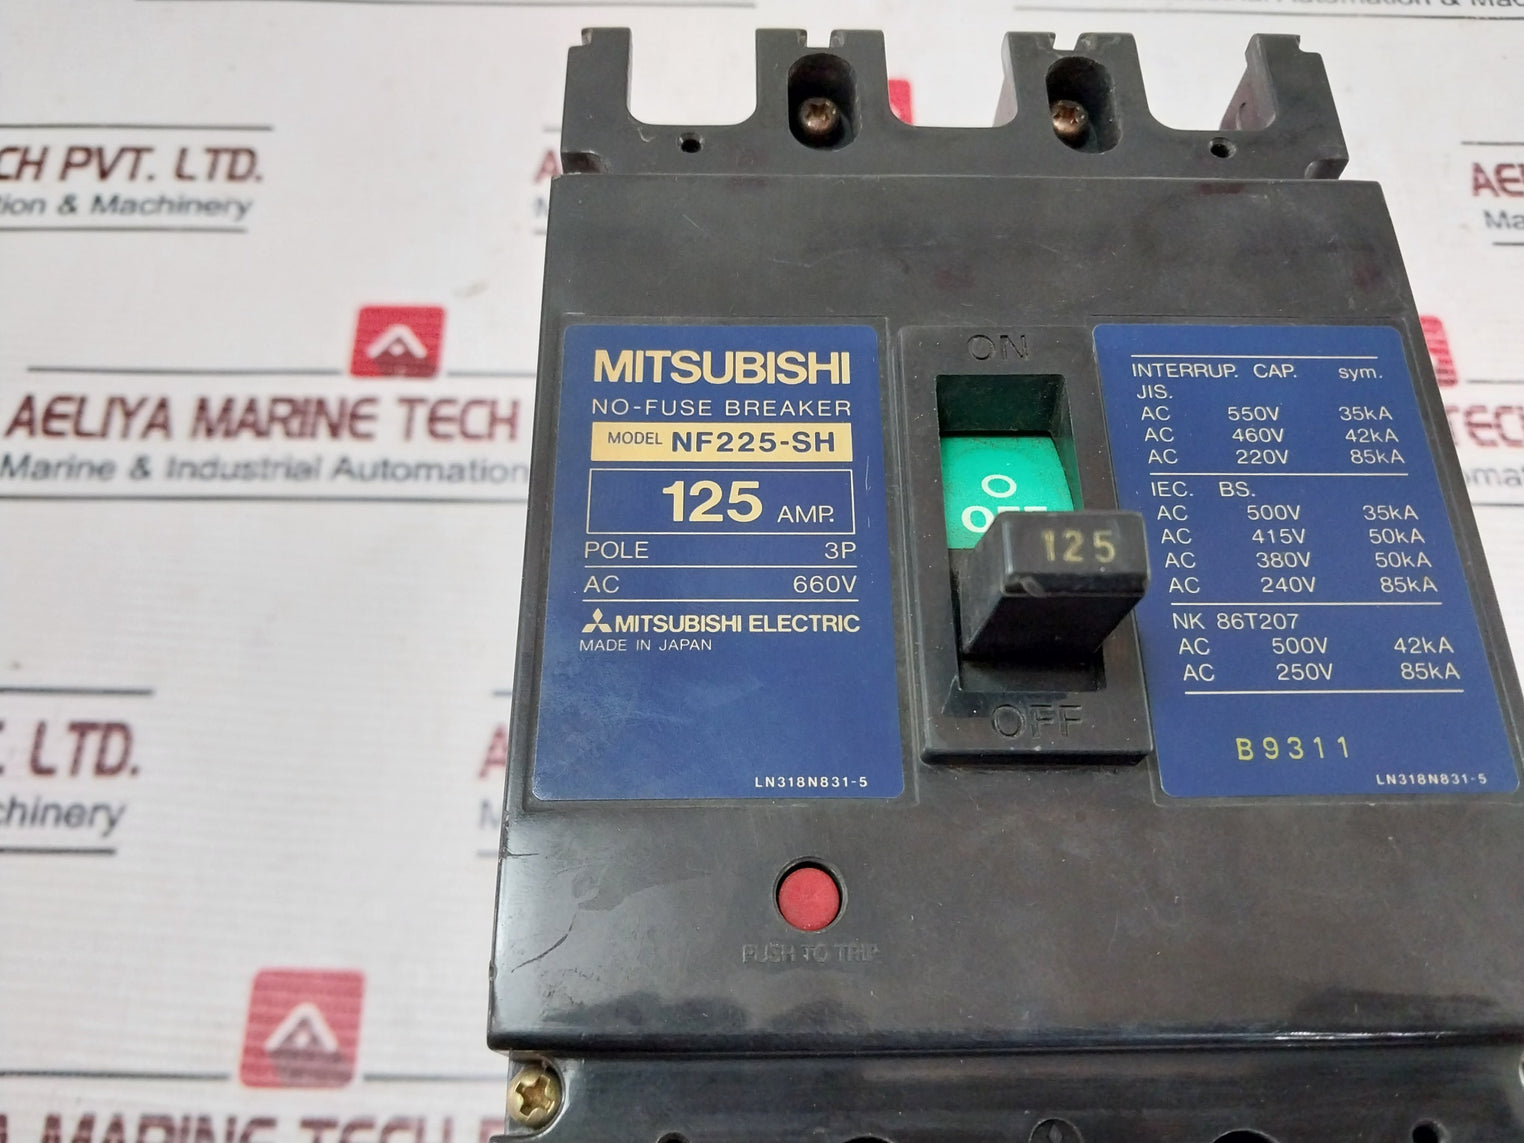 CH PVT. LTD.
tion & Machinery
AELIYA MARINE TECH
Marine & Industrial Automation
LTD.
chinery
MARINE TECH
MITSUBISHI
NO-FUSE BREAKER
MODEL NF225-SH
125 AMP.
POLE 3P
AC 660V
MITSUBISHI ELECTRIC
MADE IN JAPAN
LN318N831-5
ON
O
OFF
125
OFF
INTERRUP. CAP. sym.
JIS.
AC 550V 35kA
AC 460V 42kA
AC 220V 85kA
IEC. BS.
AC 500V 35kA
AC 415V 50kA
AC 380V 50kA
AC 240V 85kA
NK 86T207
AC 500V 42kA
AC 250V 85kA
B9311
LN318N831-5
PUSH TO TRIP